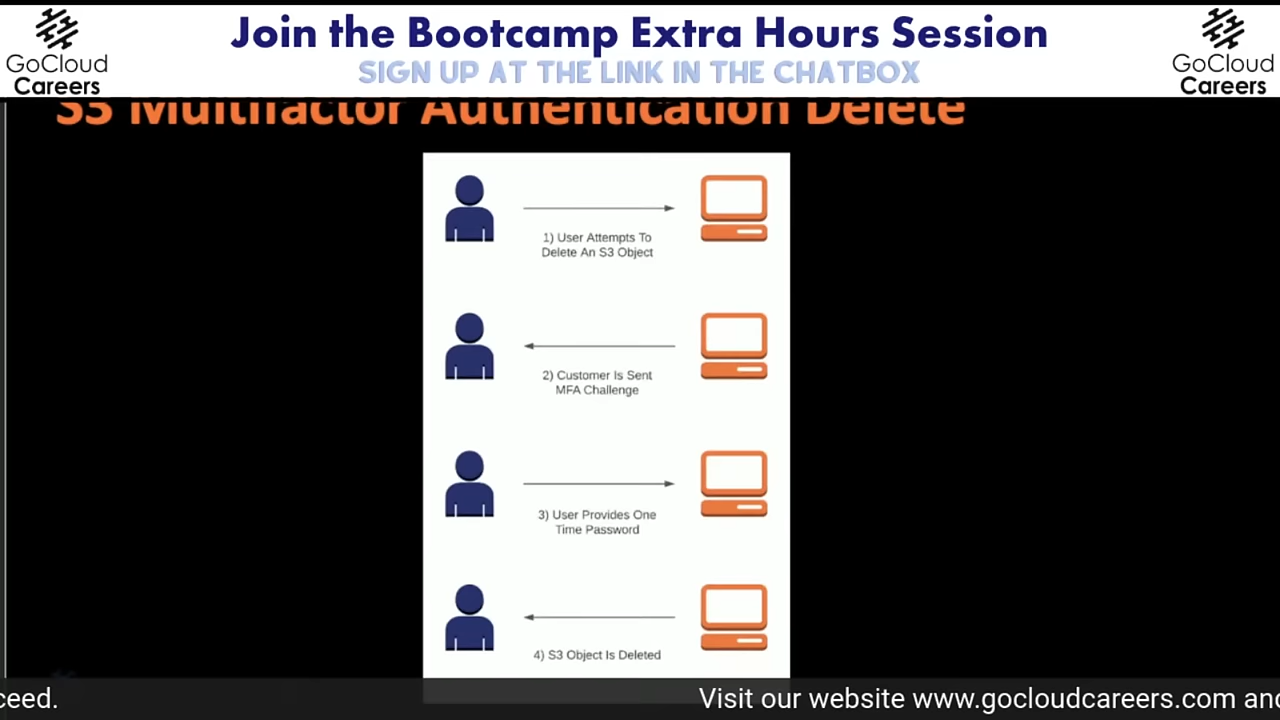 Join the Bootcamp Extra Hours Session
SIGN UP AT THE LINK IN THE CHATBOX
GoCloud
Careers
GoCloud
Careers
S3 Multifactor Authentication Delete
1) User Attempts To
Delete An S3 Object
2) Customer Is Sent
MFA Challenge
3) User Provides One
Time Password
4) S3 Object Is Deleted
ceed.
Visit our website www.gocloudcareers.com and